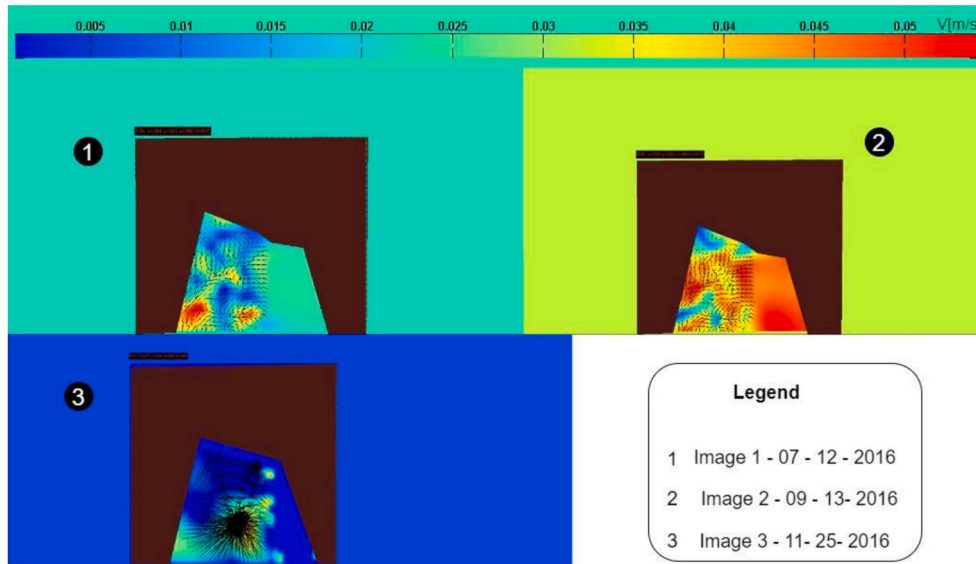 0.005 0.01 0.015 0.02 0.025 0.03 0.035 0.04 0.045 0.05 V[m/s
1
2
3
Legend
1 Image 1 - 07 - 12 - 2016
2 Image 2 - 09 - 13- 2016
3 Image 3 - 11- 25- 2016